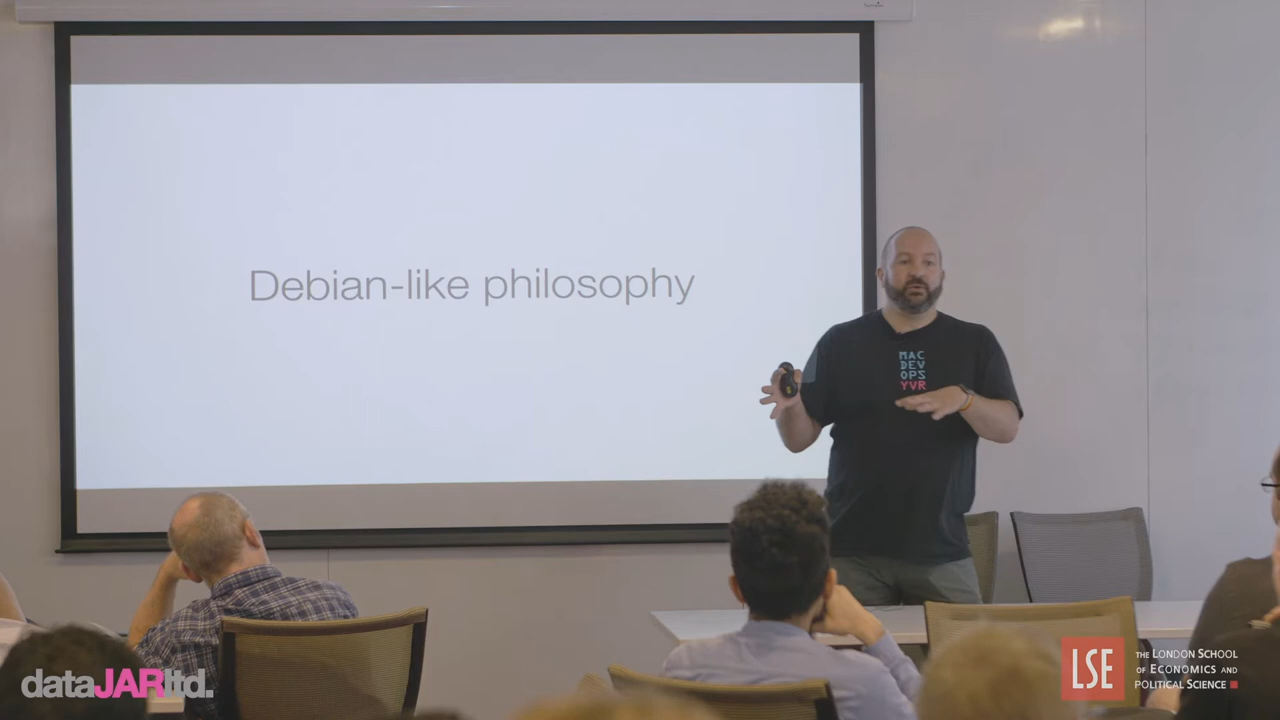 Debian-like philosophy
MAC
DEV
OPS
YVR
dataJARltd.
LSE
THE LONDON SCHOOL
OF ECONOMICS AND
POLITICAL SCIENCE